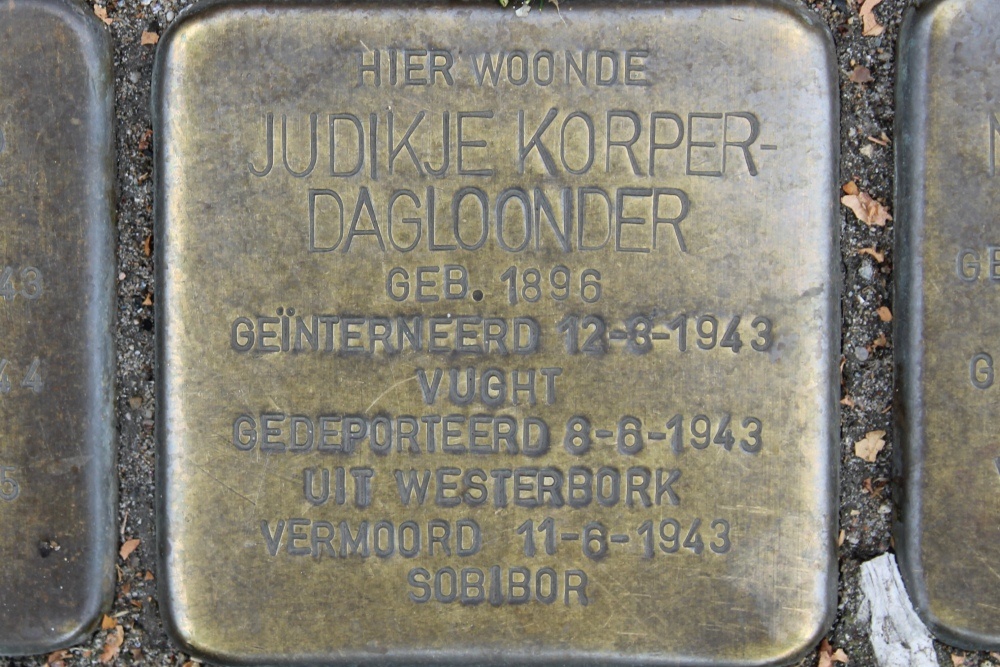 HIER WOONDE
JUDIKJE KORPER-
DAGLOONDER
GEB. 1896
GEÏNTERNEERD 12-3-1943
VUGHT
GEDEPORTEERD 8-6-1943
UIT WESTERBORK
VERMOORD 11-6-1943
SOBIBOR